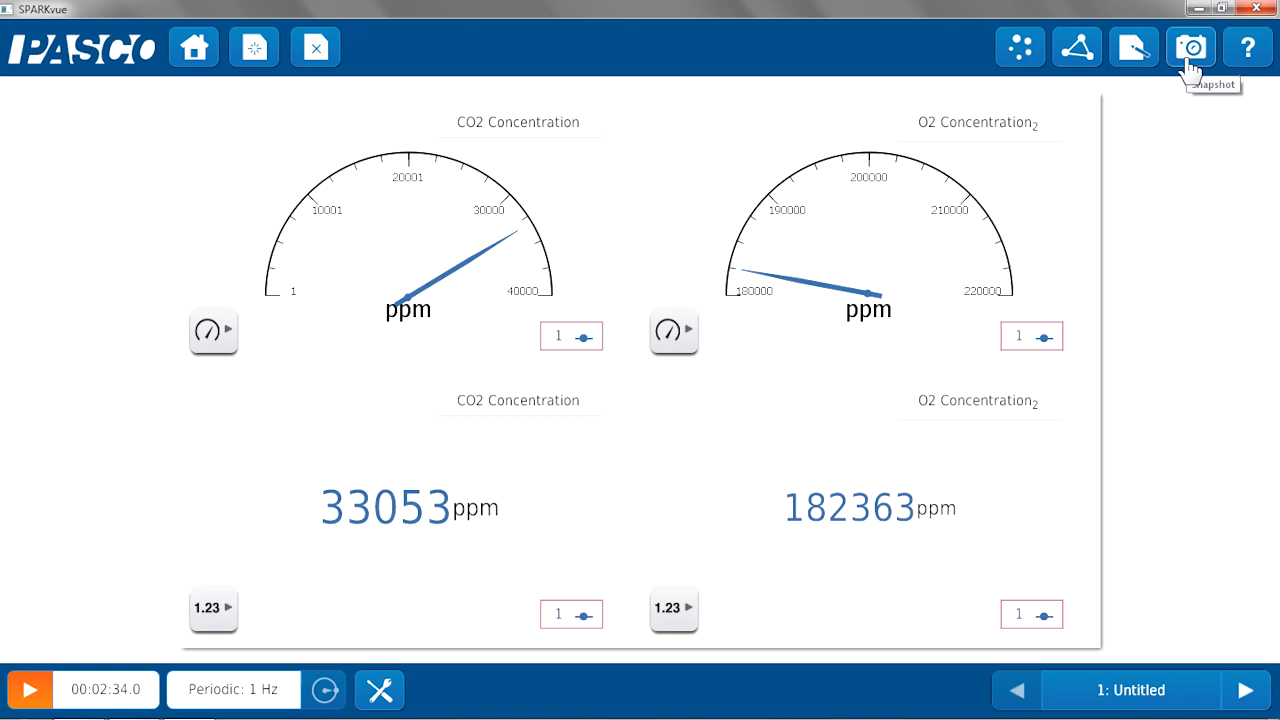 SPARKvue
PASCO
?
Snapshot
CO2 Concentration
O2 Concentration2
20001
10001
30000
1
40000
ppm
200000
190000
210000
180000
220000
ppm
1
1
CO2 Concentration
O2 Concentration2
33053ppm
182363ppm
1.23
1
1.23
1
00:02:34.0
Periodic: 1 Hz
1: Untitled